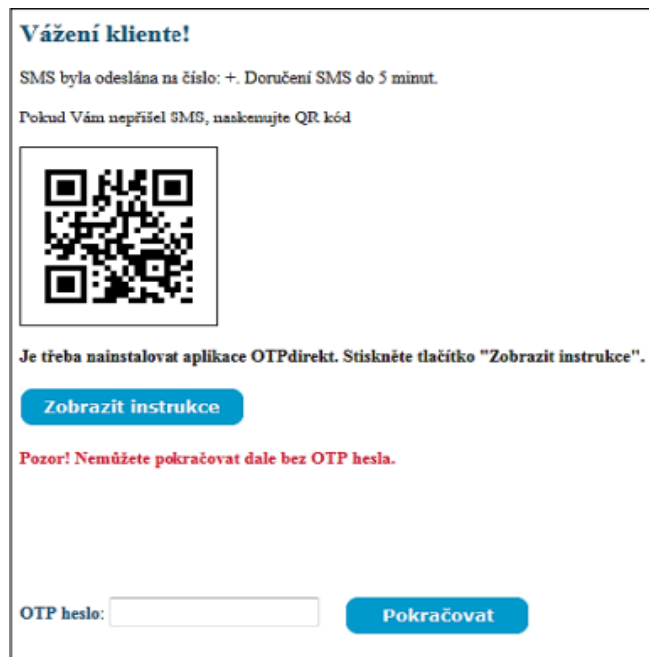 Vážení kliente!
SMS byla odeslána na číslo: +. Doručení SMS do 5 minut.
Pokud Vám nepřišel SMS, naskenujte QR kód
Je třeba nainstalovat aplikace OTPdirekt. Stiskněte tlačítko "Zobrazit instrukce".
Zobrazit instrukce
Pozor! Nemůžete pokračovat dale bez OTP hesla.
OTP heslo:
Pokračovat